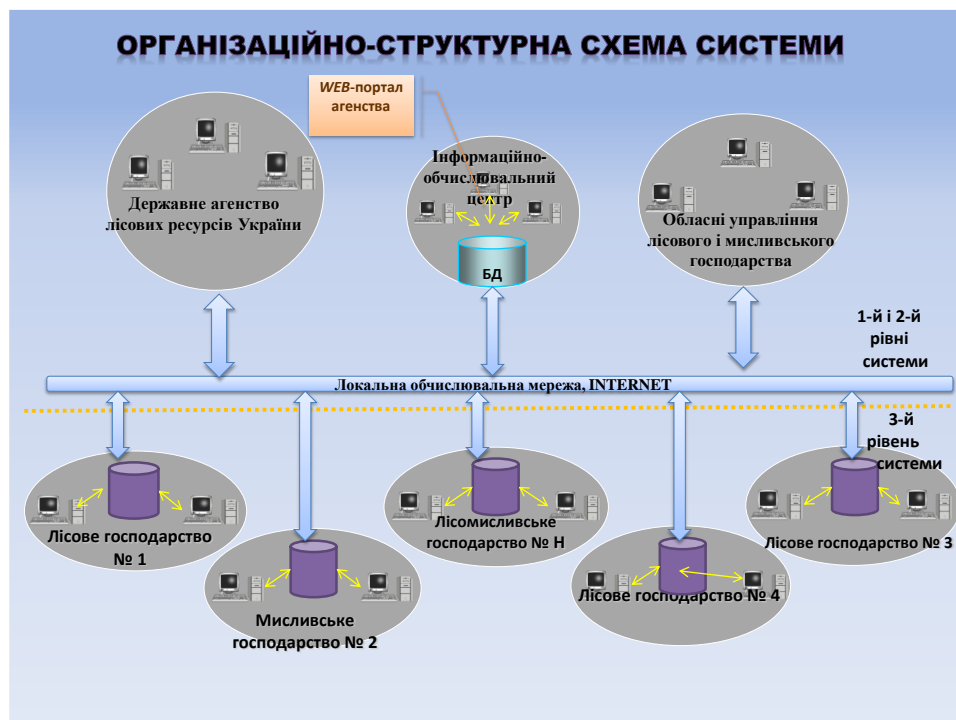 ОРГАНІЗАЦІЙНО-СТРУКТУРНА СХЕМА СИСТЕМИ
WEB-портал
агенства
Державне агенство
лісових ресурсів України
Інформаційно-
обчислювальний
центр
БД
Обласні управління
лісового і мисливського
господарства
1-й і 2-й
рівні
системи
Локальна обчислювальна мережа, INTERNET
3-й
рівень
системи
Лісове господарство
№ 1
Мисливське
господарство № 2
Лісомисливське
господарство № Н
Лісове господарство № 4
Лісове господарство № 3